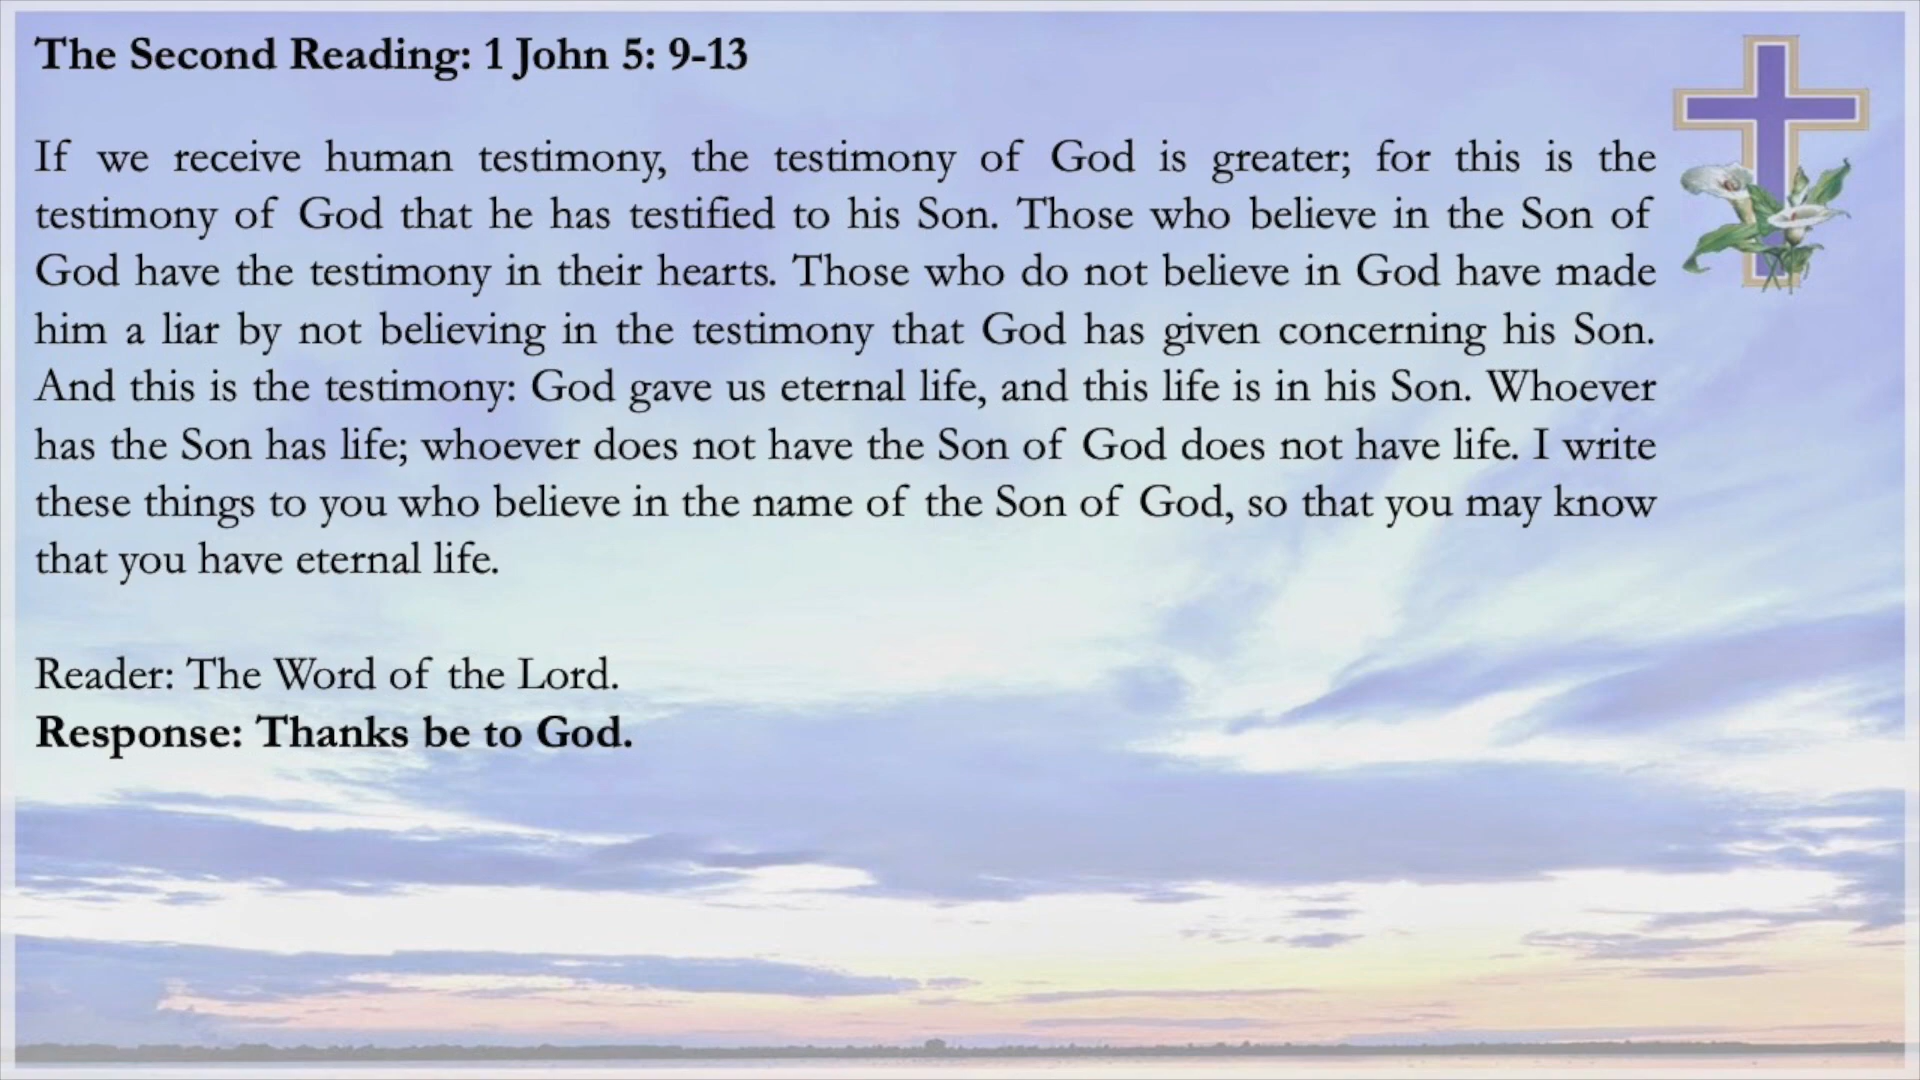 The Second Reading: 1 John 5: 9-13
If we receive human testimony, the testimony of God is greater; for this is the
testimony of God that he has testified to his Son. Those who believe in the Son of
God have the testimony in their hearts. Those who do not believe in God have made
him a liar by not believing in the testimony that God has given concerning his Son.
And this is the testimony: God gave us eternal life, and this life is in his Son. Whoever
has the Son has life; whoever does not have the Son of God does not have life. I write
these things to you who believe in the name of the Son of God, so that you may know
that you have eternal life.
Reader: The Word of the Lord.
Response: Thanks be to God.